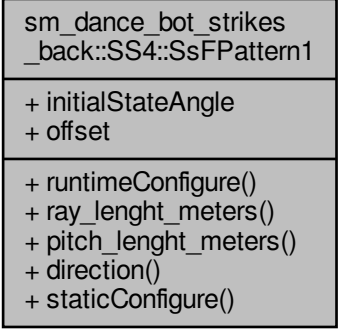 sm_dance_bot_strikes
_back::SS4::SsFPattern1
+ initialStateAngle
+ offset
+ runtimeConfigure()
+ ray_lenght_meters()
+ pitch_lenght_meters()
+ direction()
+ staticConfigure()